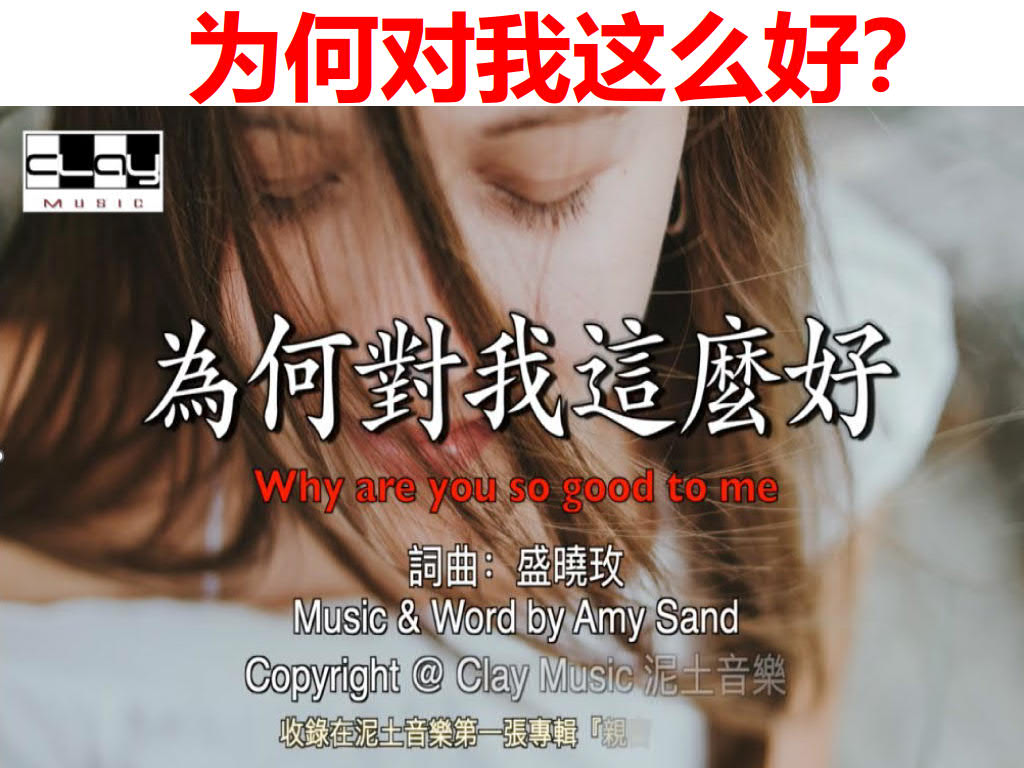 为何对我这么好?
CLay
MUSIC
為何對我這麼好
Why are you so good to me
詞曲：盛曉玫
Music & Word by Amy Sand
Copyright @ Clay Music 泥土音樂
收錄在泥土音樂第一張專輯『親